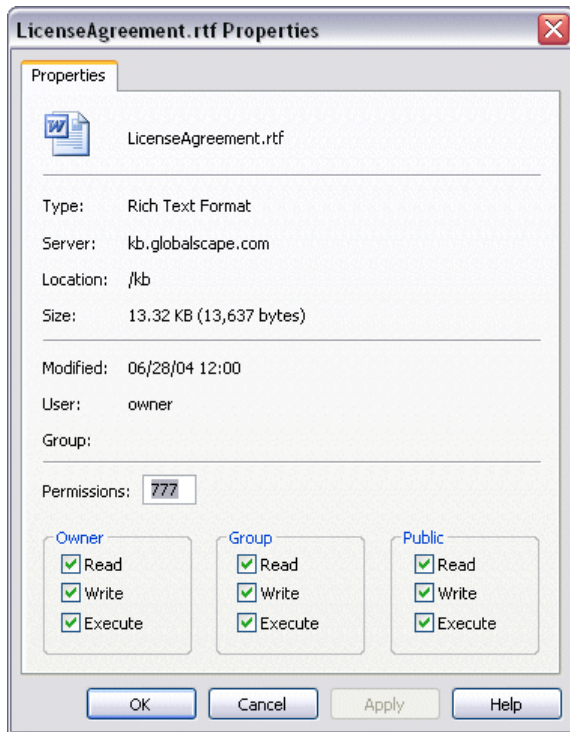 LicenseAgreement.rtf Properties
Properties
LicenseAgreement.rtf
Type: Rich Text Format
Server: kb.globalscape.com
Location: /kb
Size: 13.32 KB (13,637 bytes)
Modified: 06/28/04 12:00
User: owner
Group:
Permissions: 777
Owner Group Public
Read Read Read
Write Write Write
Execute Execute Execute
OK Cancel Apply Help